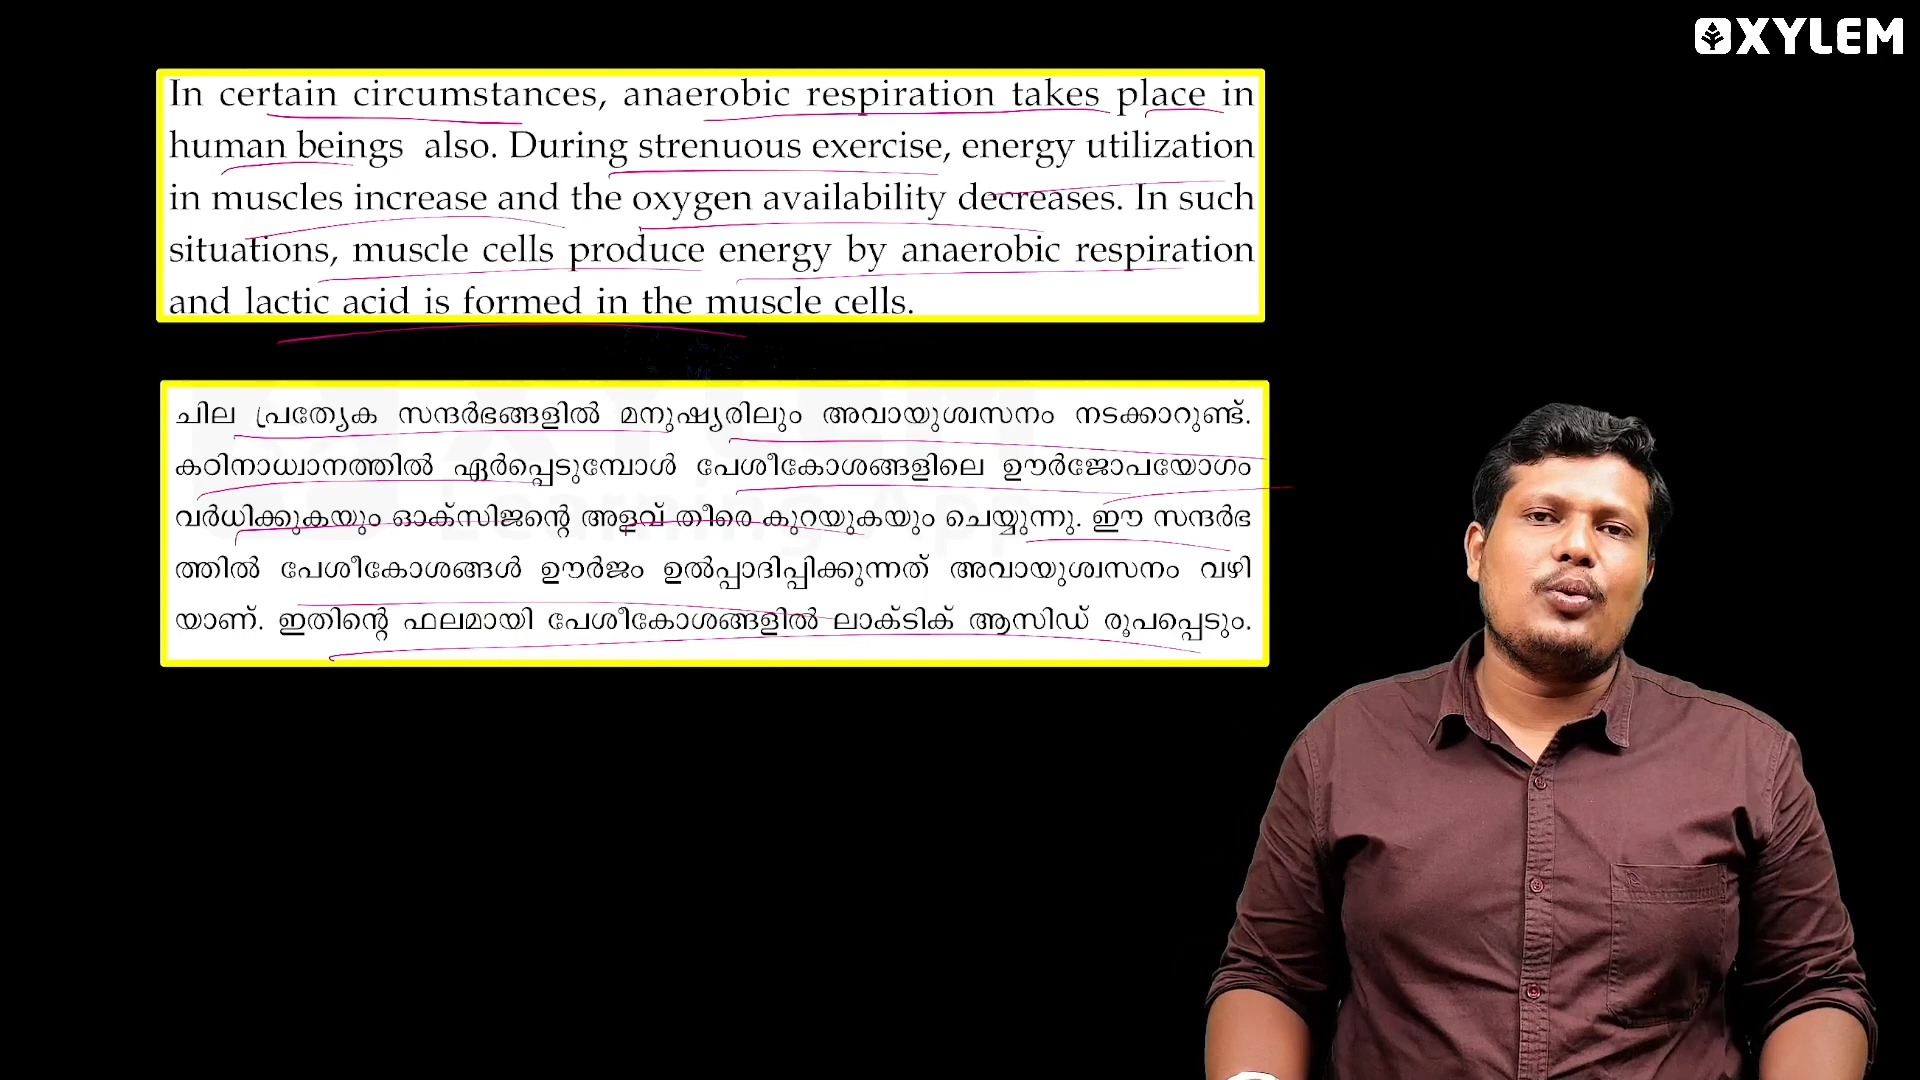 XYLEM
In certain circumstances, anaerobic respiration takes place in
human beings also. During strenuous exercise, energy utilization
in muscles increase and the oxygen availability decreases. In such
situations, muscle cells produce energy by anaerobic respiration
and lactic acid is formed in the muscle cells.
ചില പ്രത്യേക സന്ദർഭങ്ങളിൽ മനുഷ്യരിലും അവായുശ്വസനം നടക്കാറുണ്ട്.
കഠിനാധ്വാനത്തിൽ ഏർപ്പെടുമ്പോൾ പേശീകോശങ്ങളിലെ ഊർജോപയോഗം
വർധിക്കുകയും ഓക്സിജന്റെ അളവ് തീരെ കുറയുകയും ചെയ്യുന്നു. ഈ സന്ദർഭ
ത്തിൽ പേശീകോശങ്ങൾ ഊർജം ഉൽപ്പാദിപ്പിക്കുന്നത് അവായുശ്വസനം വഴി
യാണ്. ഇതിന്റെ ഫലമായി പേശീകോശങ്ങളിൽ ലാക്ടിക് ആസിഡ് രൂപപ്പെടും.